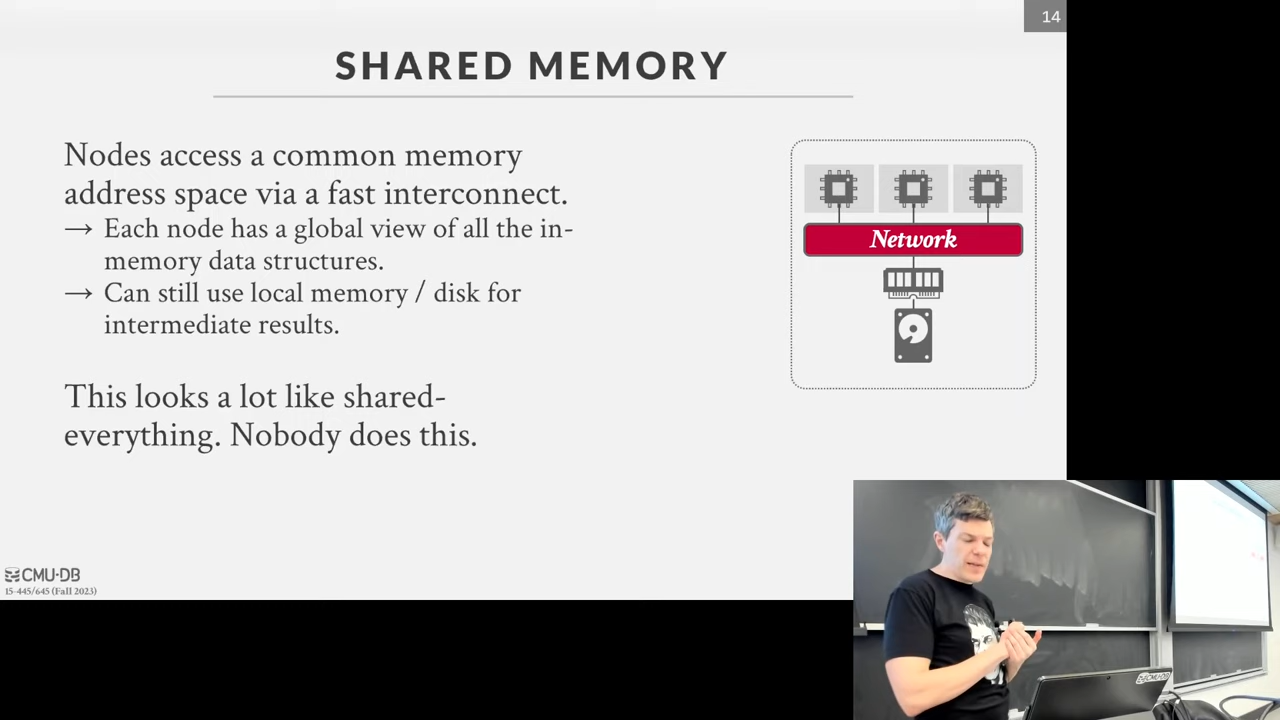 14
SHARED MEMORY
Nodes access a common memory
address space via a fast interconnect.
→ Each node has a global view of all the in-
memory data structures.
→ Can still use local memory / disk for
intermediate results.
This looks a lot like shared-
everything. Nobody does this.
Network
CMU·DB
15-445/645 (Fall 2023)
CMU·DB